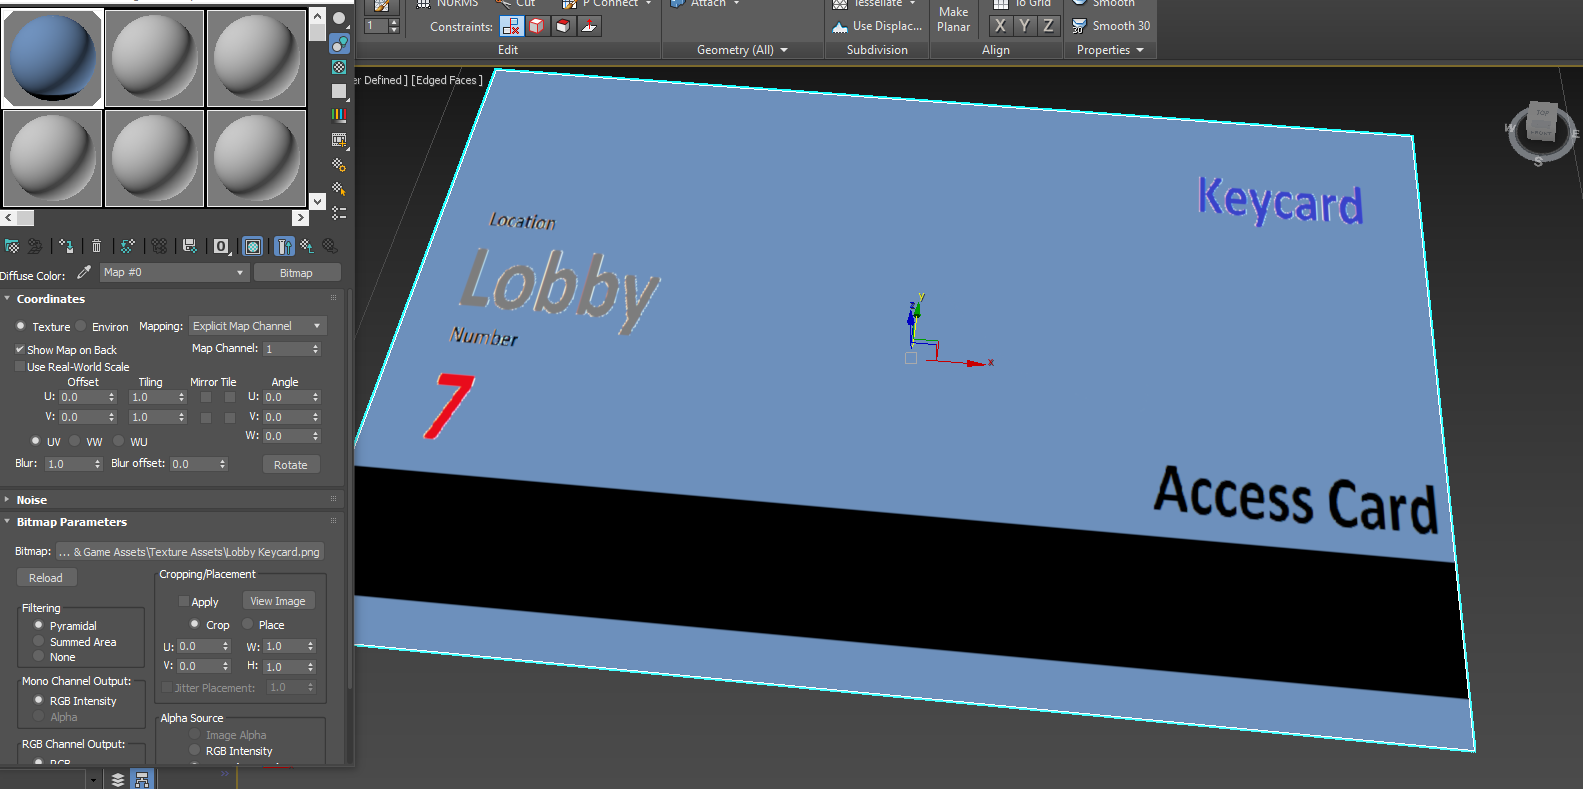 NURMS Cut P Connect Attach Tessellate To Grid Smooth
1
Constraints: Use Displac... Make Planar X Y Z 30 Smooth 30
Edit Geometry (All) Subdivision Align Properties
er Defined ] [Edged Faces ]
TOP
FRONT
W E
S
Keycard
Location
Lobby
Number
7
Access Card
y
z
x
0
Diffuse Color: Map #0 Bitmap
Coordinates
Texture Environ Mapping: Explicit Map Channel
Show Map on Back Map Channel: 1
Use Real-World Scale
Offset Tiling Mirror Tile Angle
U: 0.0 1.0 U: 0.0
V: 0.0 1.0 V: 0.0
W: 0.0
UV VW WU
Blur: 1.0 Blur offset: 0.0 Rotate
Noise
Bitmap Parameters
Bitmap: ... & Game Assets\Texture Assets\Lobby Keycard.png
Reload Cropping/Placement
Apply View Image
Filtering
Pyramidal Crop Place
Summed Area U: 0.0 W: 1.0
None V: 0.0 H: 1.0
Mono Channel Output: Jitter Placement: 1.0
RGB Intensity
Alpha Alpha Source
Image Alpha
RGB Channel Output: RGB Intensity
RGB